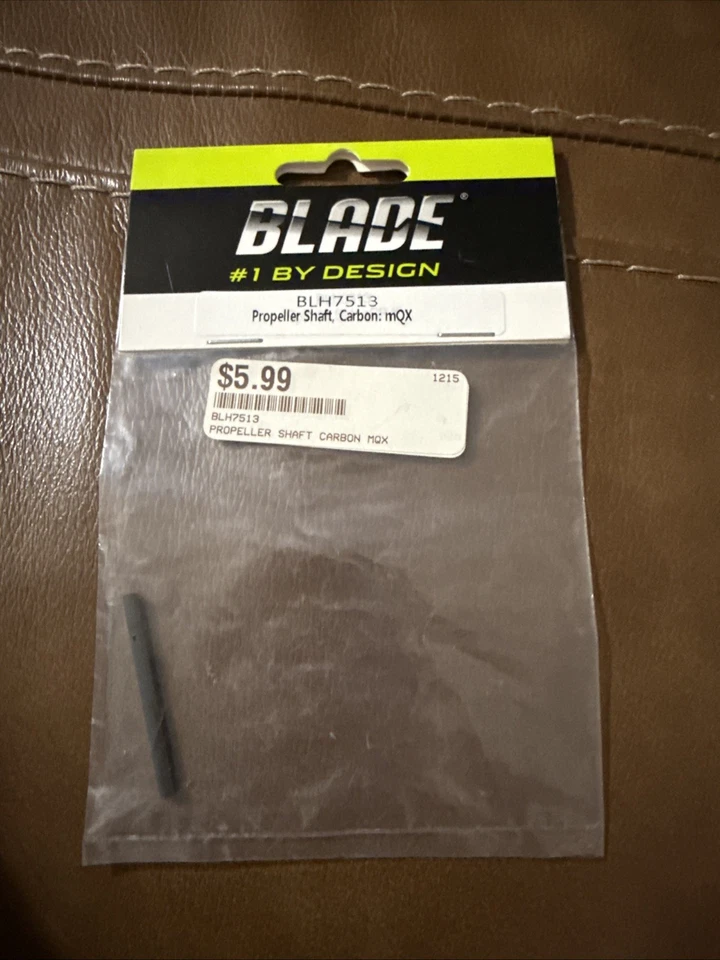 BLADE®
#1 BY DESIGN
BLH7513
Propeller Shaft, Carbon: mQX
$5.99 1215
BLH7513
PROPELLER SHAFT CARBON MQX